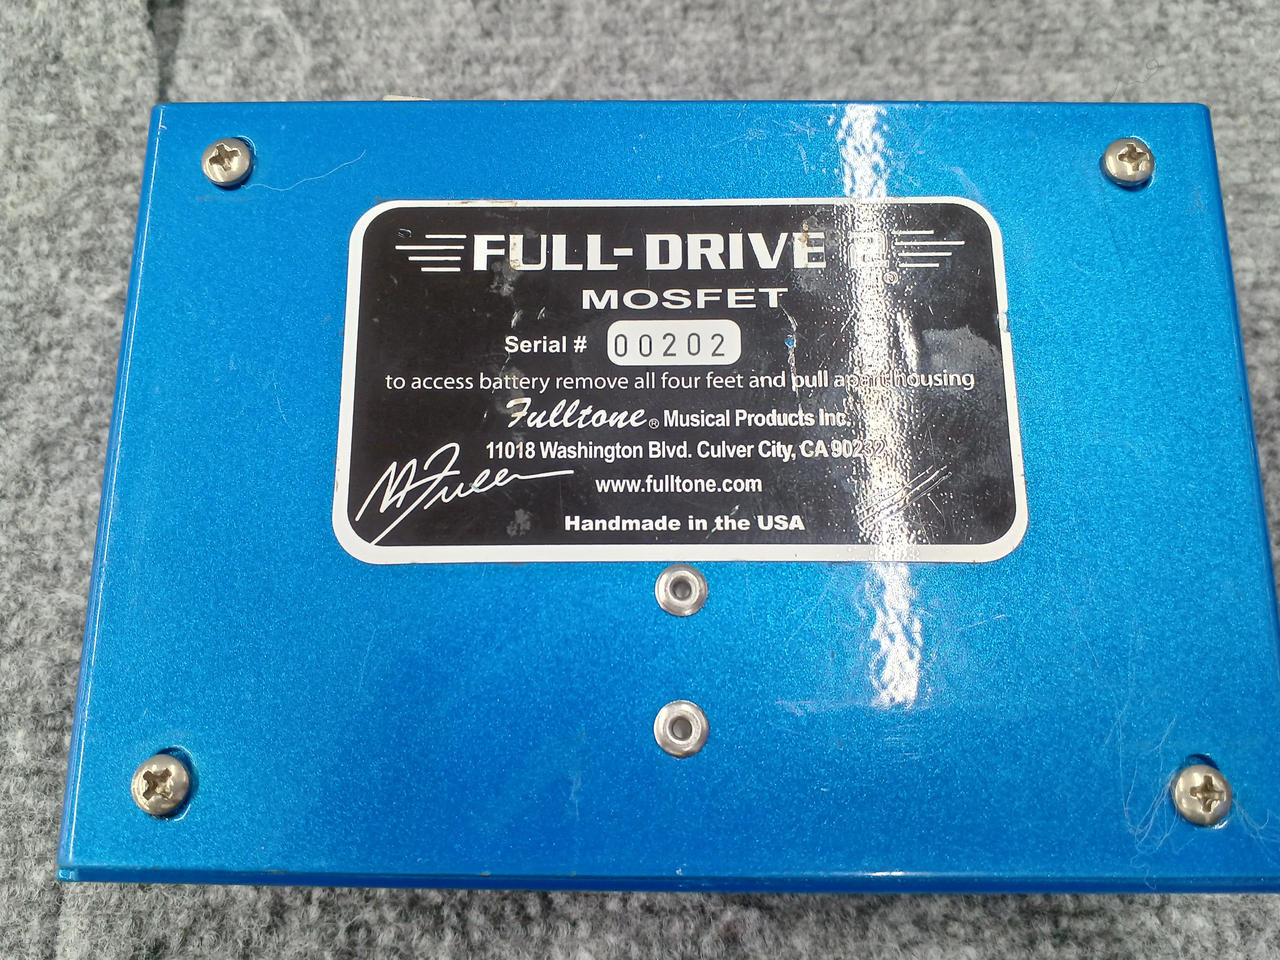 FULL-DRIVE 2®
MOSFET
Serial # 00202
to access battery remove all four feet and pull apart housing
Fulltone® Musical Products Inc.
11018 Washington Blvd. Culver City, CA 90232
M Fuller
www.fulltone.com
Handmade in the USA